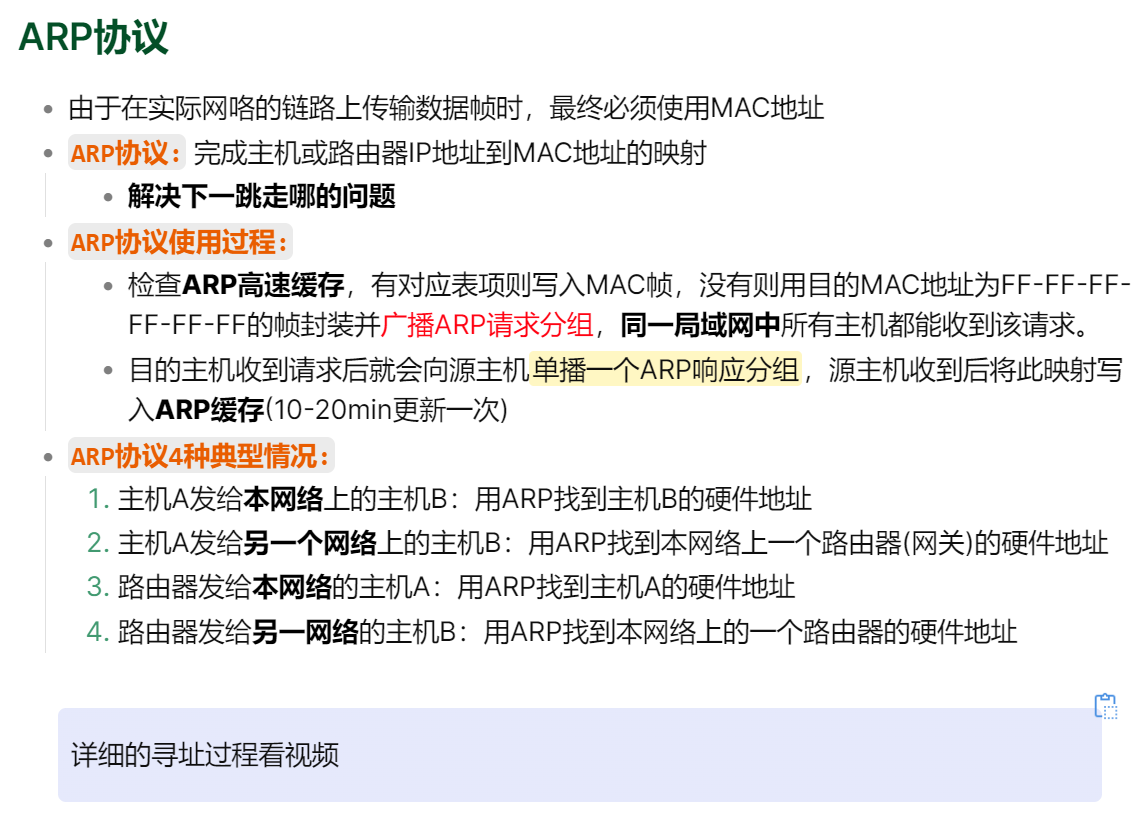 ARP协议
由于在实际网咯的链路上传输数据帧时，最终必须使用MAC地址
ARP协议：完成主机或路由器IP地址到MAC地址的映射
解决下一跳走哪的问题
ARP协议使用过程：
检查ARP高速缓存，有对应表项则写入MAC帧，没有则用目的MAC地址为FF-FF-FF-
FF-FF-FF的帧封装并广播ARP请求分组，同一局域网中所有主机都能收到该请求。
目的主机收到请求后就会向源主机单播一个ARP响应分组，源主机收到后将此映射写
入ARP缓存(10-20min更新一次)
ARP协议4种典型情况：
1. 主机A发给本网络上的主机B：用ARP找到主机B的硬件地址
2. 主机A发给另一个网络上的主机B：用ARP找到本网络上一个路由器(网关)的硬件地址
3. 路由器发给本网络的主机A：用ARP找到主机A的硬件地址
4. 路由器发给另一网络的主机B：用ARP找到本网络上的一个路由器的硬件地址
详细的寻址过程看视频